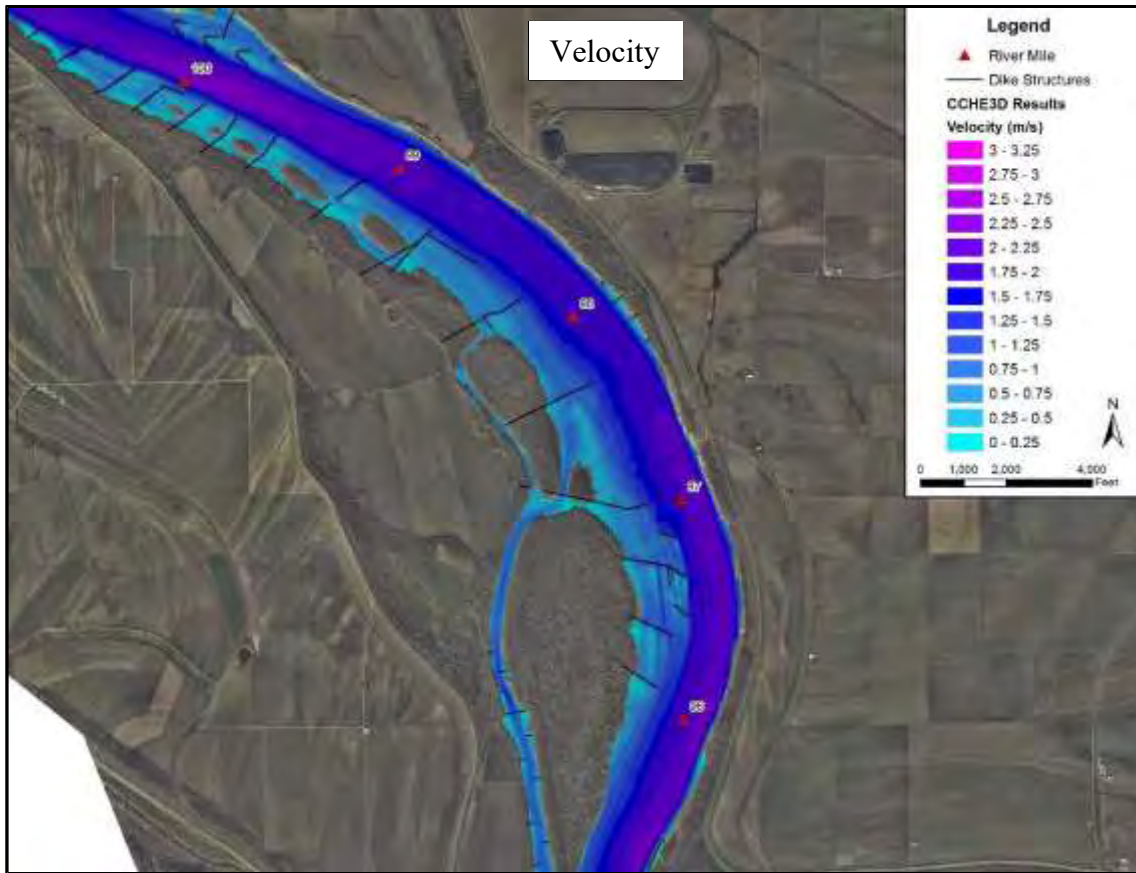 Velocity
Legend
River Mile
Dike Structures
CCHE3D Results
Velocity (m/s)
3 - 3.25
2.75 - 3
2.5 - 2.75
2.25 - 2.5
2 - 2.25
1.75 - 2
1.5 - 1.75
1.25 - 1.5
1 - 1.25
0.75 - 1
0.5 - 0.75
0.25 - 0.5
0 - 0.25
N
0 1,000 2,000 4,000
Feet
100
99
98
97
96